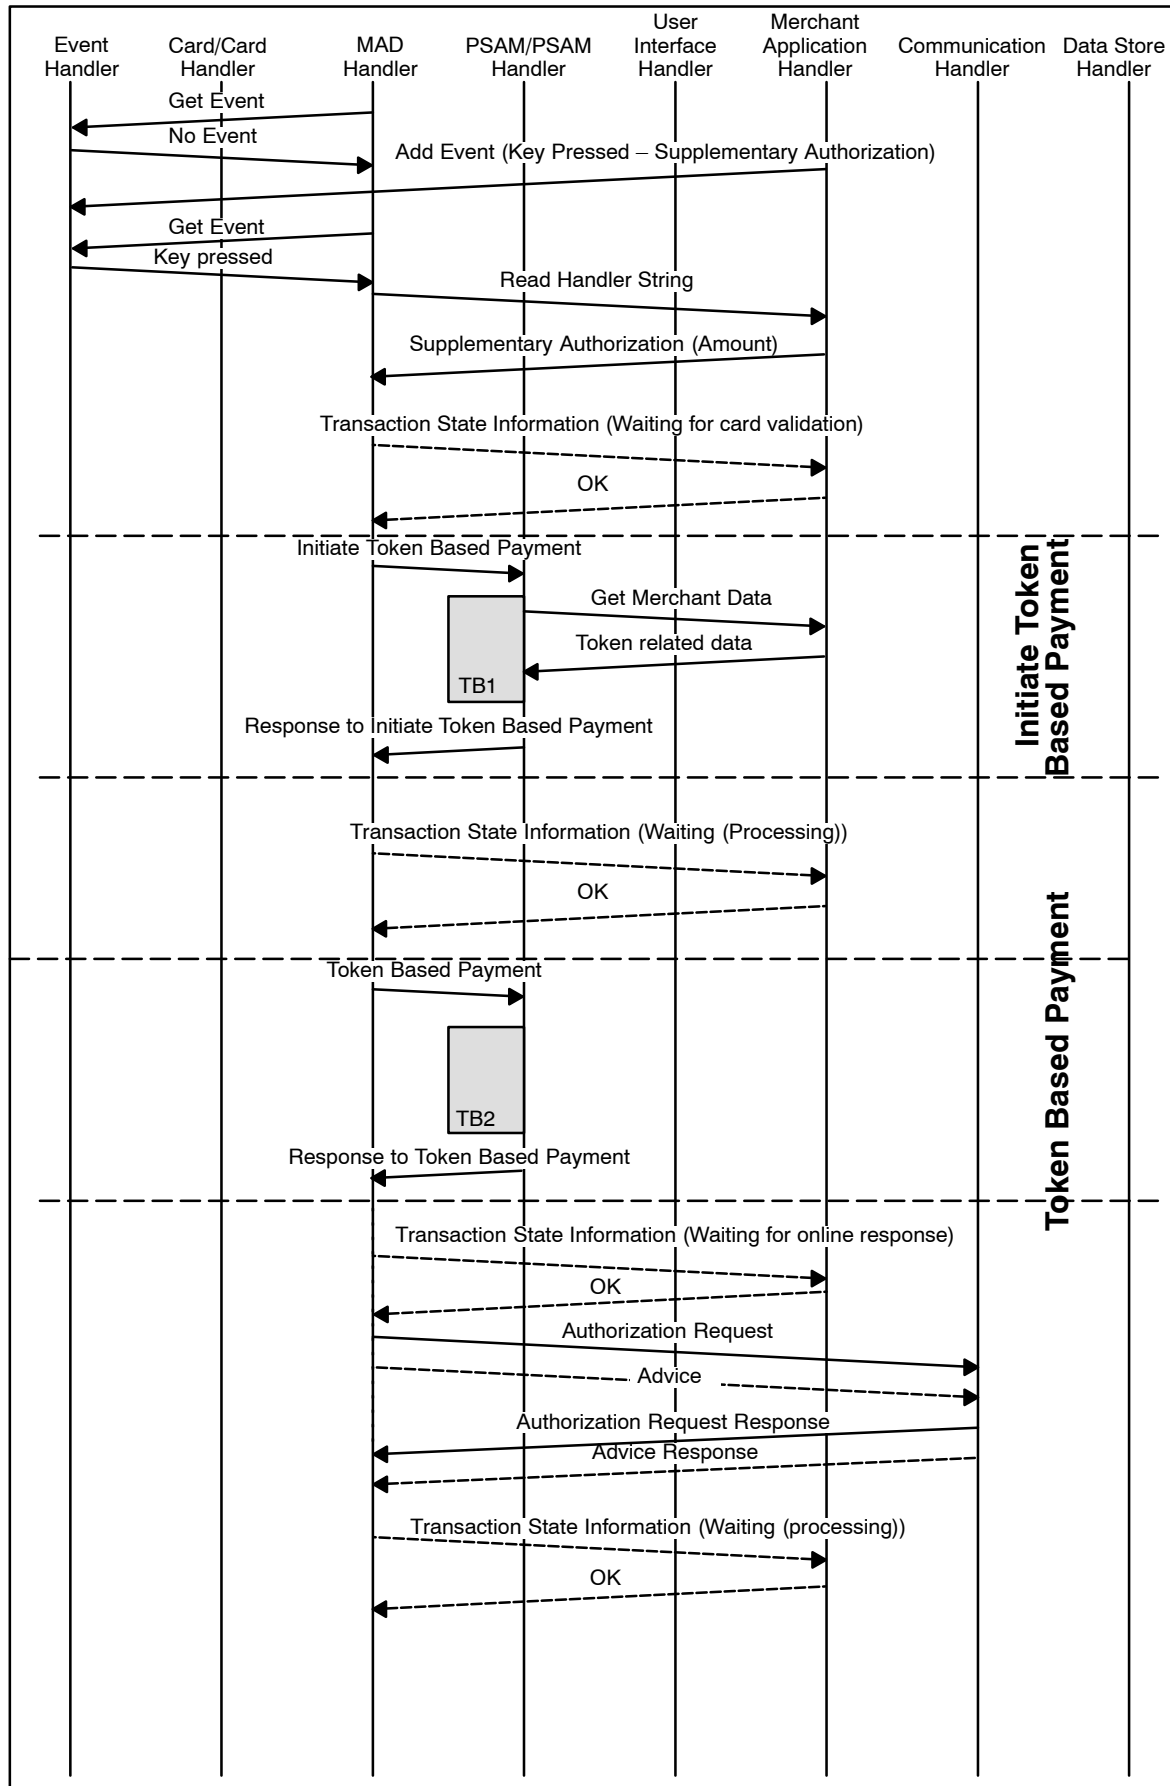 Event
Handler
Card/Card
Handler
MAD
Handler
PSAM/PSAM
Handler
User
Interface
Handler
Merchant
Application
Handler
Communication
Handler
Data Store
Handler
Get Event
No Event
Add Event (Key Pressed – Supplementary Authorization)
Get Event
Key pressed
Read Handler String
Supplementary Authorization (Amount)
Transaction State Information (Waiting for card validation)
OK
Initiate Token Based Payment
Get Merchant Data
Token related data
TB1
Response to Initiate Token Based Payment
Initiate Token
Based Payment
Transaction State Information (Waiting (Processing))
OK
Token Based Payment
TB2
Response to Token Based Payment
Token Based Payment
Transaction State Information (Waiting for online response)
OK
Authorization Request
Advice
Authorization Request Response
Advice Response
Transaction State Information (Waiting (processing))
OK